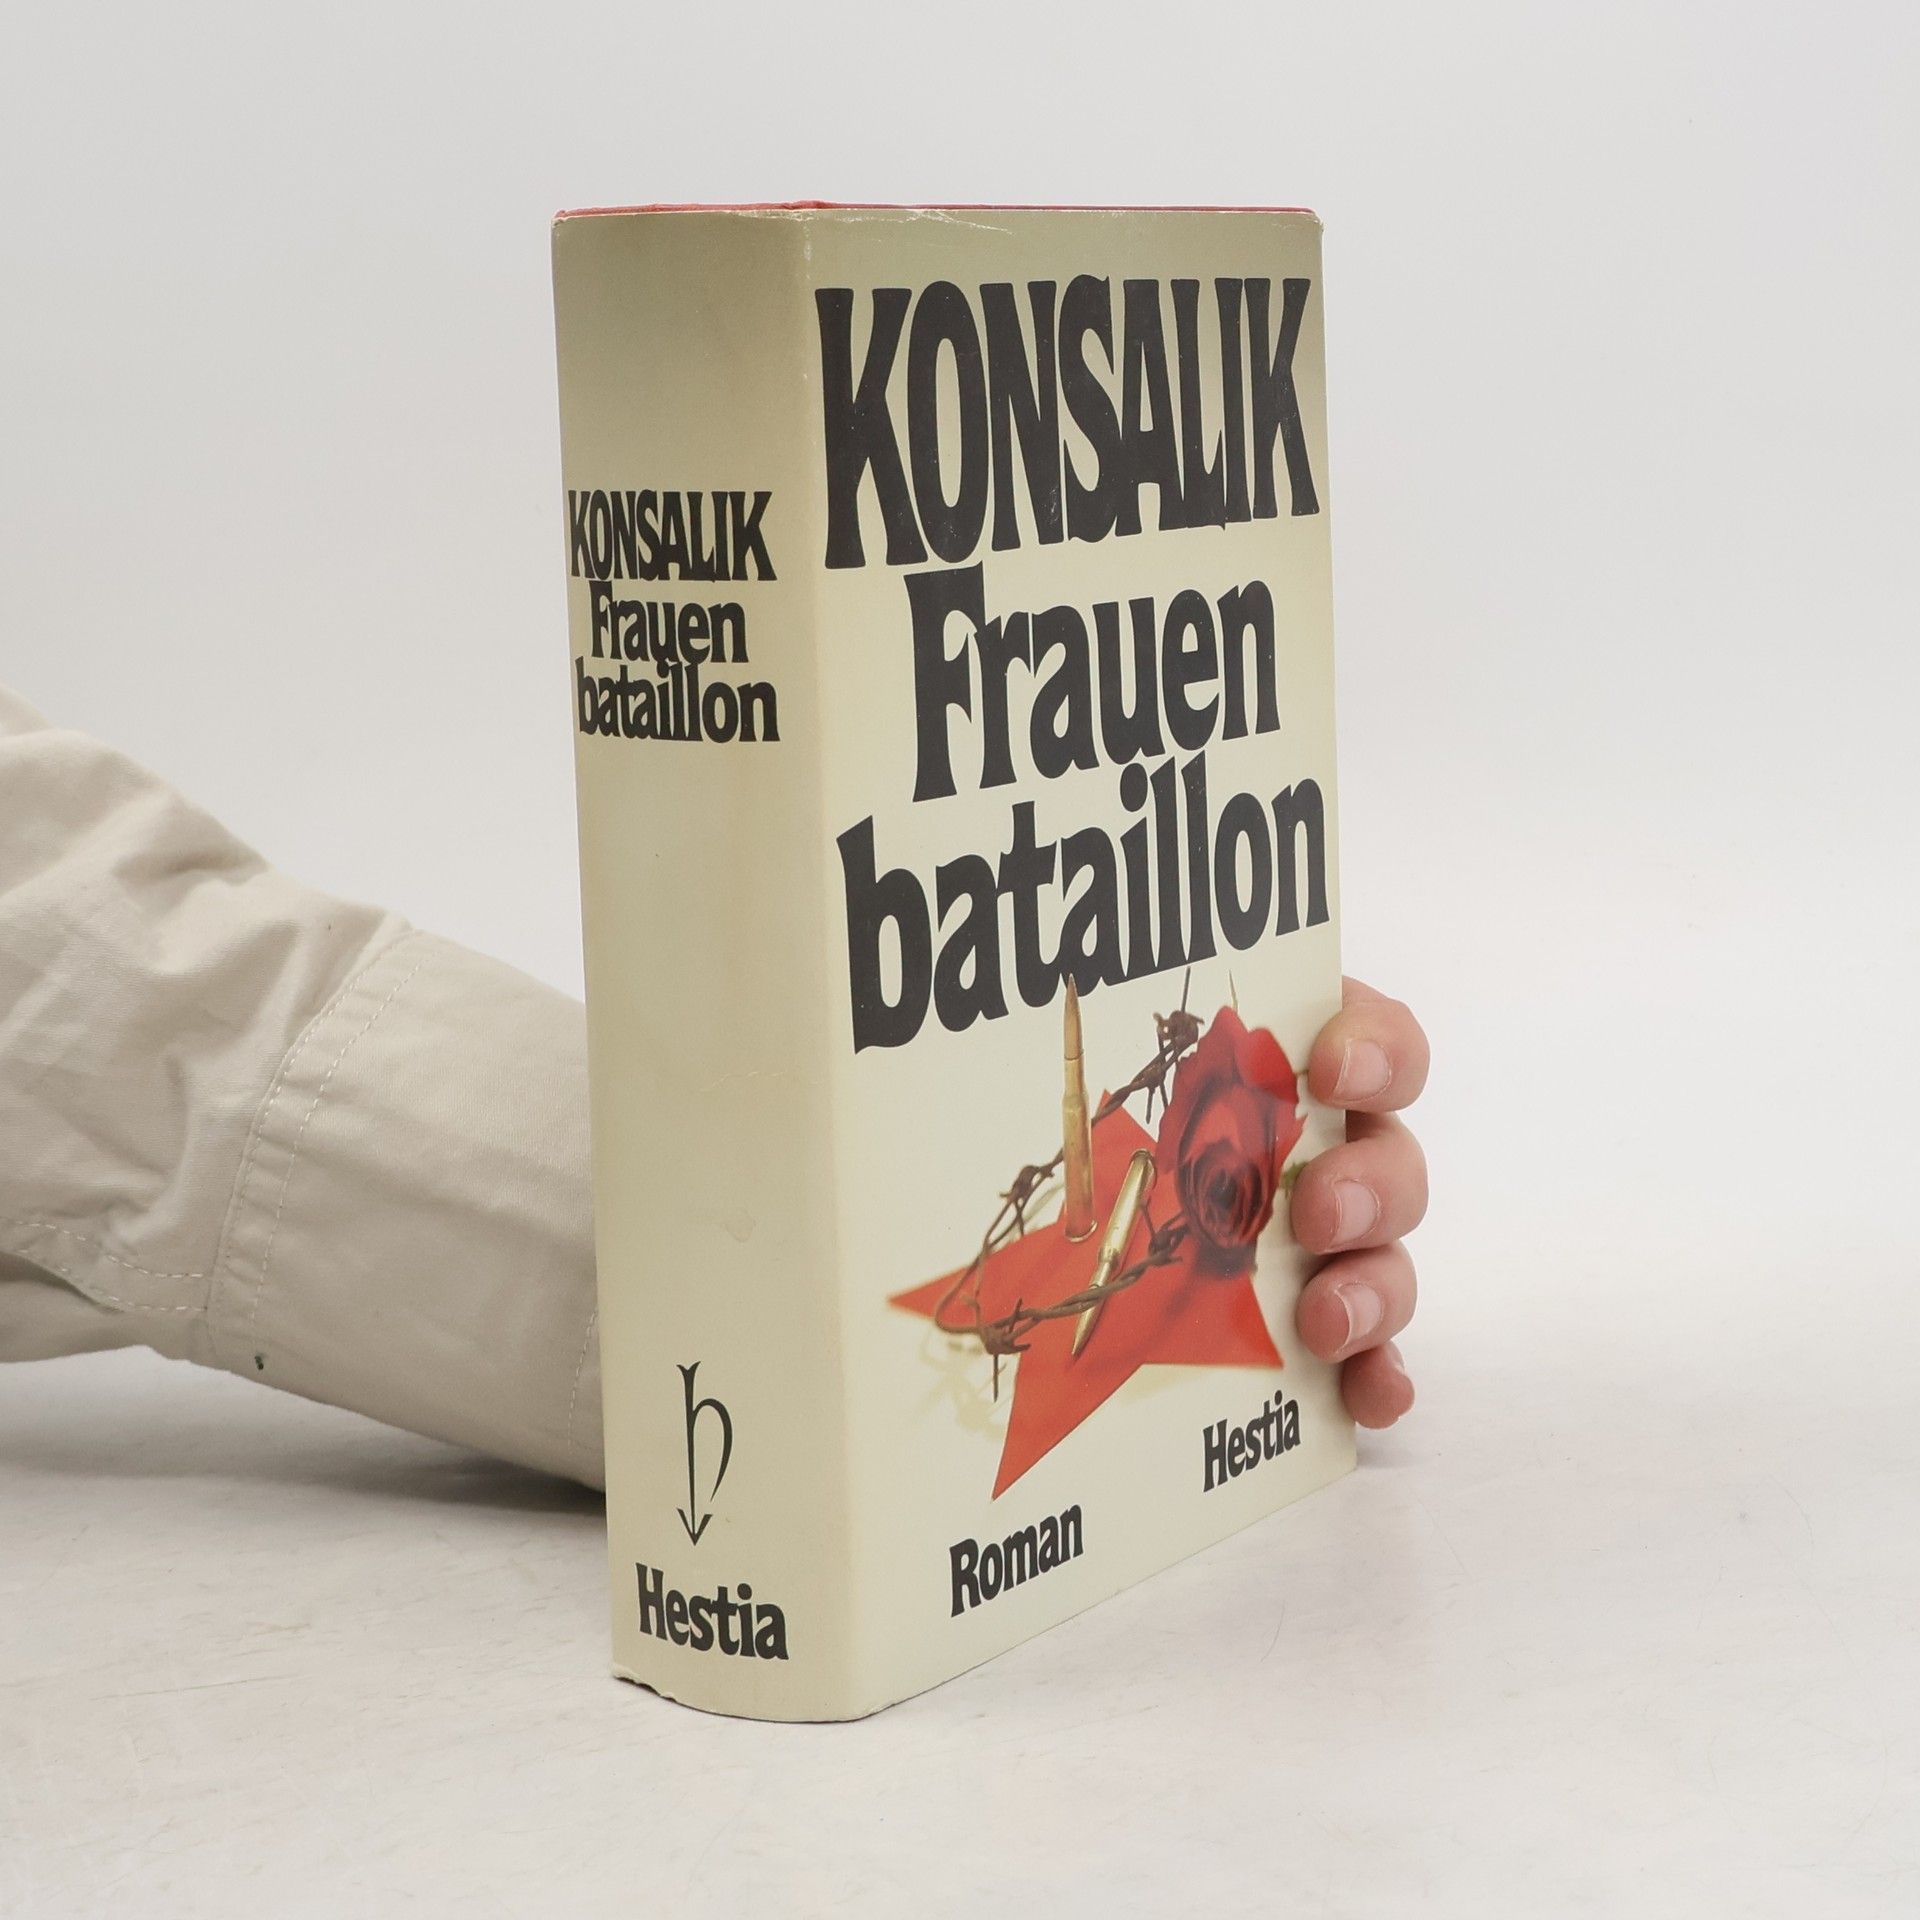 KONSALIK
Frauen
bataillon
Hestia
KONSALIK
Frauen
bataillon
Hestia
Roman